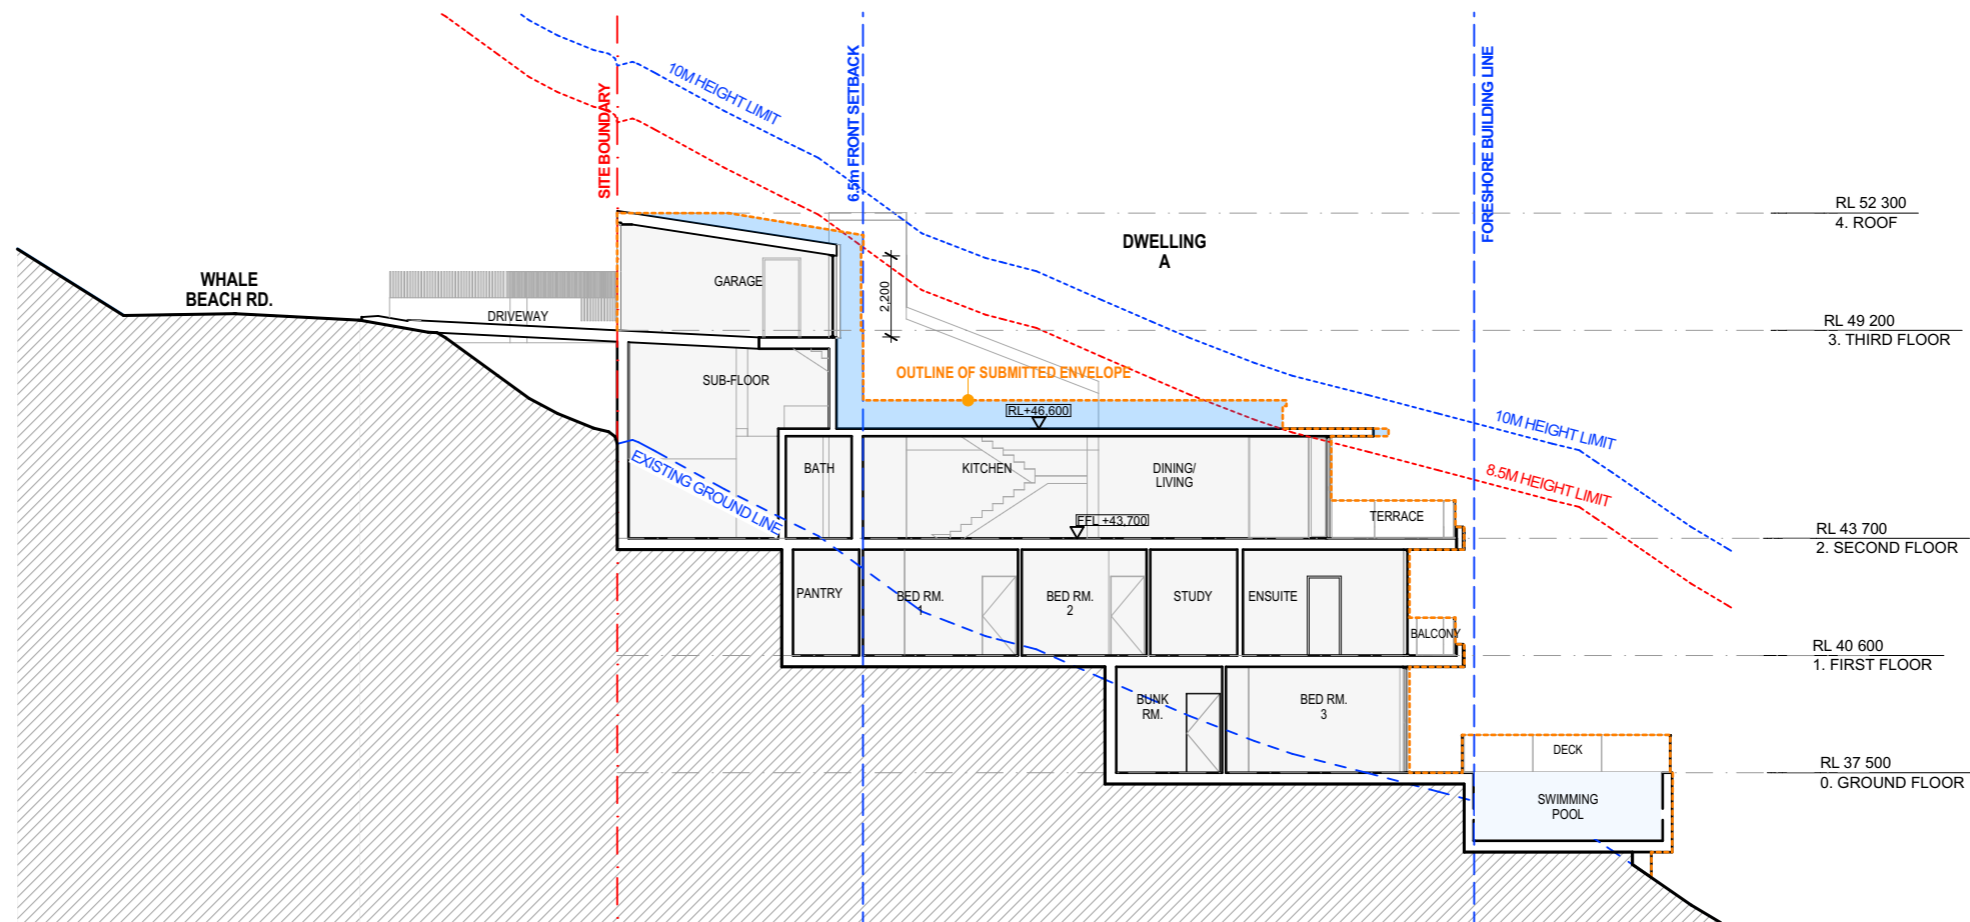 SITE BOUNDARY
10M HEIGHT LIMIT
6.5m FRONT SETBACK
FORESHORE BUILDING LINE
RL 52 300
4. ROOF
DWELLING
A
WHALE
BEACH RD.
GARAGE
2,200
DRIVEWAY
RL 49 200
3. THIRD FLOOR
SUB-FLOOR
OUTLINE OF SUBMITTED ENVELOPE
RL+46,600
10M HEIGHT LIMIT
8.5M HEIGHT LIMIT
EXISTING GROUND LINE
BATH
KITCHEN
DINING/
LIVING
TERRACE
FFL +43,700
RL 43 700
2. SECOND FLOOR
PANTRY
BED RM.
1
BED RM.
2
STUDY
ENSUITE
BALCONY
RL 40 600
1. FIRST FLOOR
BUNK
RM.
BED RM.
3
DECK
RL 37 500
0. GROUND FLOOR
SWIMMING
POOL